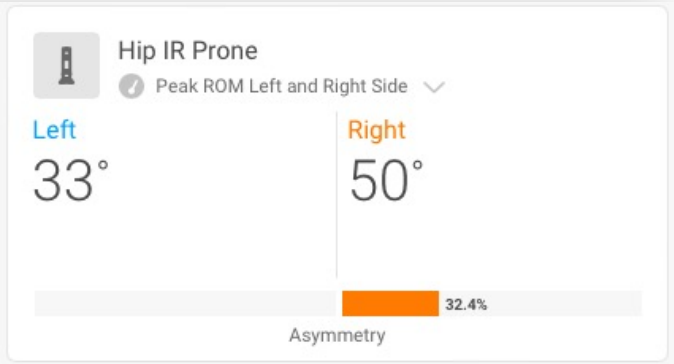 Hip IR Prone
Peak ROM Left and Right Side
Left
33°
Right
50°
32.4%
Asymmetry